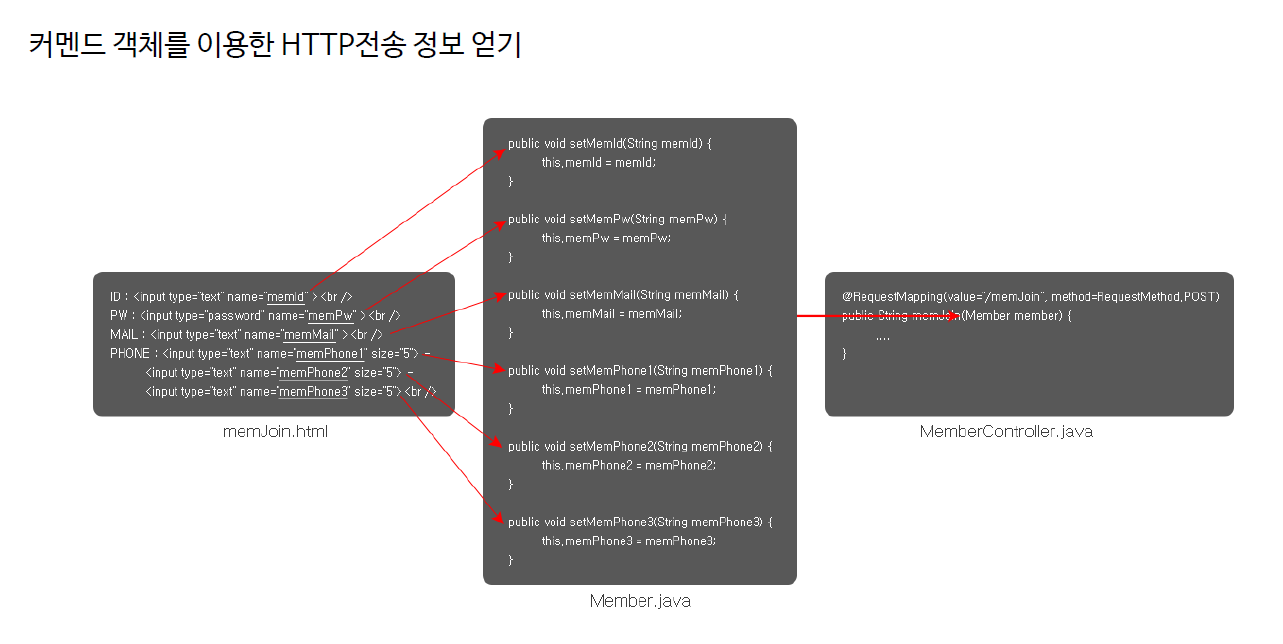 커멘드 객체를 이용한 HTTP전송 정보 얻기
ID : <input type="text" name="memId" ><br />
PW : <input type="password" name="memPw" ><br />
MAIL : <input type="text" name="memMail" ><br />
PHONE : <input type="text" name="memPhone1" size="5"> -
<input type="text" name="memPhone2" size="5"> -
<input type="text" name="memPhone3" size="5"><br />
memJoin.html
public void setMemId(String memId) {
this.memId = memId;
}
public void setMemPw(String memPw) {
this.memPw = memPw;
}
public void setMemMail(String memMail) {
this.memMail = memMail;
}
public void setMemPhone1(String memPhone1) {
this.memPhone1 = memPhone1;
}
public void setMemPhone2(String memPhone2) {
this.memPhone2 = memPhone2;
}
public void setMemPhone3(String memPhone3) {
this.memPhone3 = memPhone3;
}
Member.java
@RequestMapping(value="/memJoin", method=RequestMethod.POST)
public String memJoin(Member member) {
....
}
MemberController.java